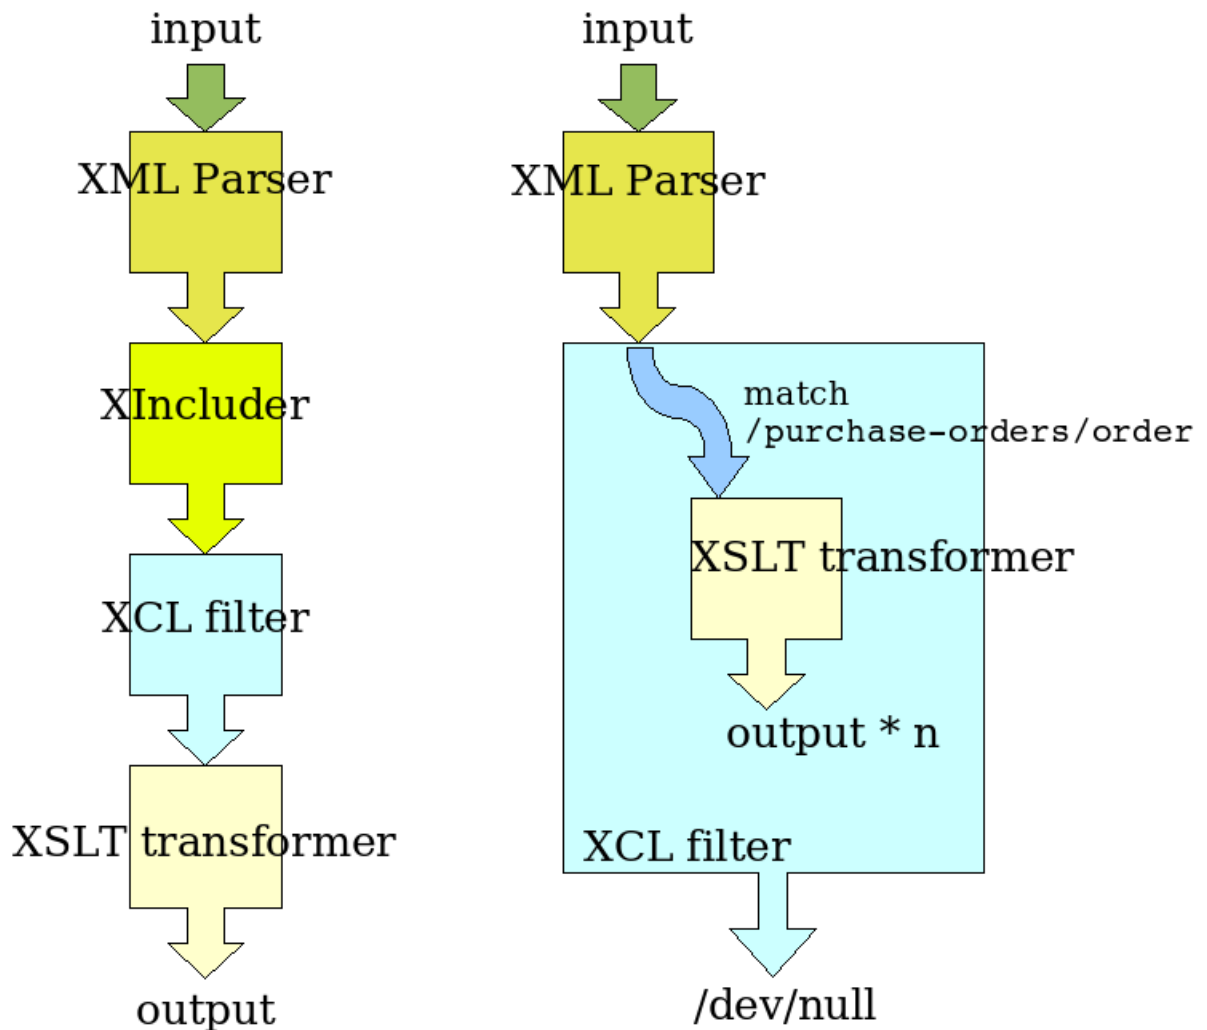 input
XML Parser
XIncluder
XCL filter
XSLT transformer
output
input
XML Parser
match
/purchase-orders/order
XSLT transformer
output * n
XCL filter
/dev/null